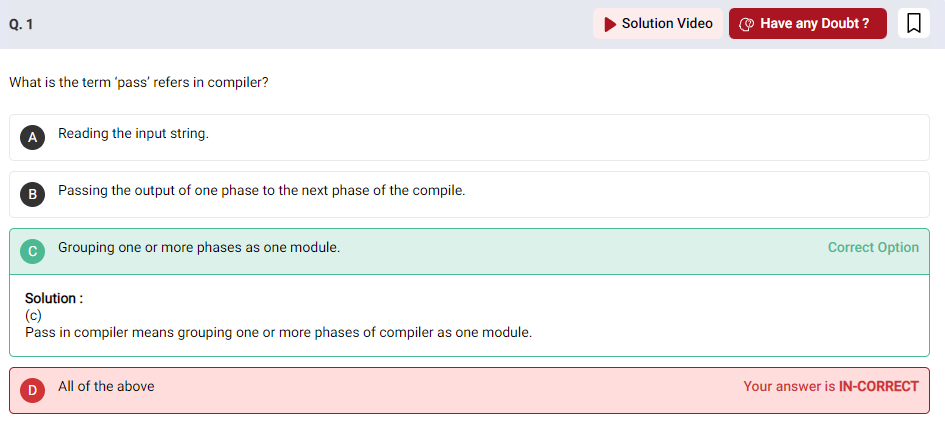 Q. 1
Solution Video
Have any Doubt ?
What is the term ‘pass’ refers in compiler?
A
Reading the input string.
B
Passing the output of one phase to the next phase of the compile.
C
Grouping one or more phases as one module.
Correct Option
Solution :
(c)
Pass in compiler means grouping one or more phases of compiler as one module.
D
All of the above
Your answer is IN-CORRECT